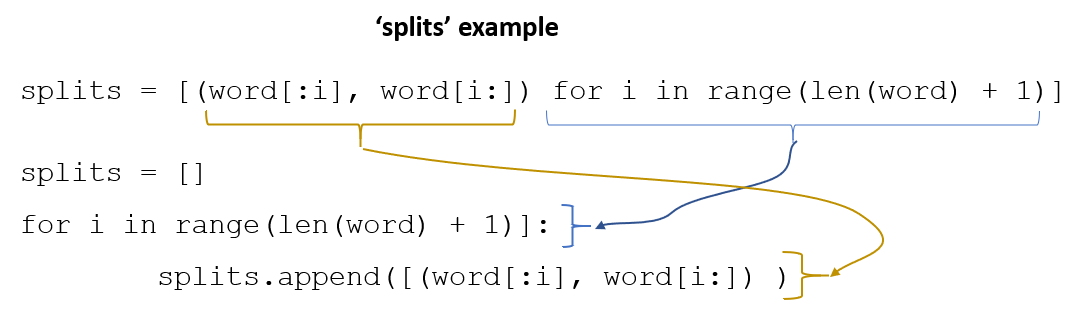 ‘splits’ example
splits = [(word[:i], word[i:]) for i in range(len(word) + 1)]
splits = []
for i in range(len(word) + 1)]:
splits.append([(word[:i], word[i:]) )